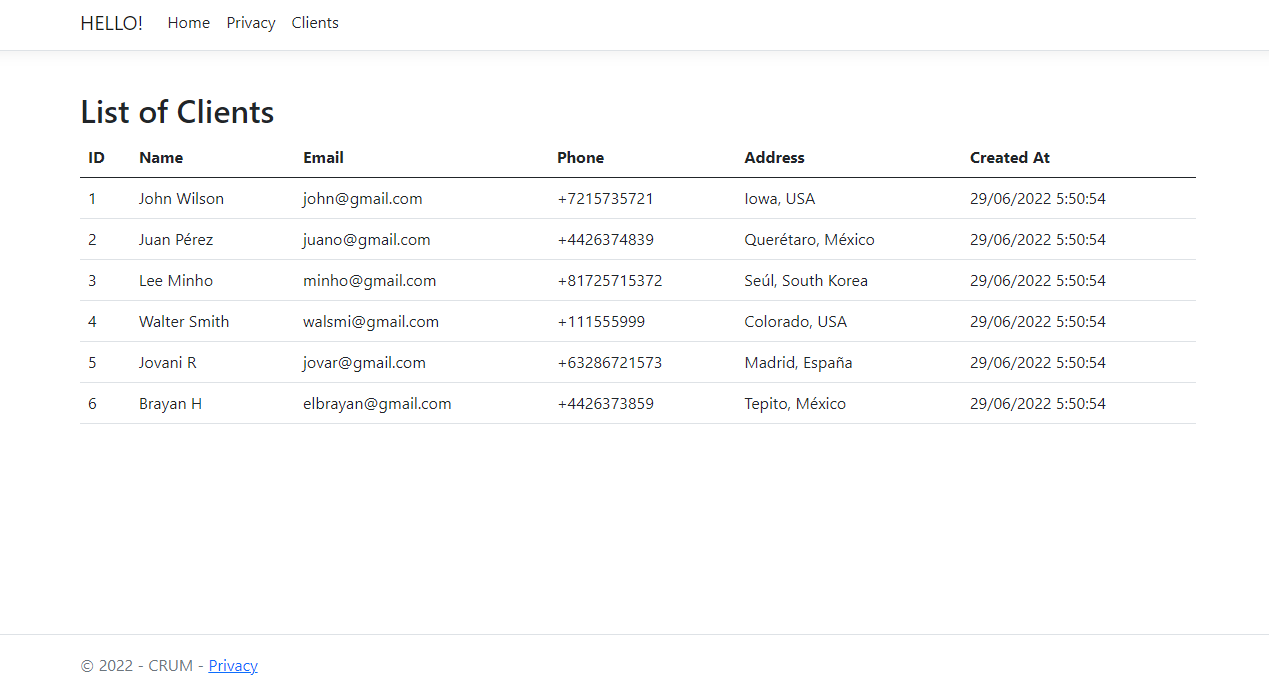 HELLO! Home Privacy Clients
List of Clients
ID Name Email Phone Address Created At
1 John Wilson john@gmail.com +7215735721 Iowa, USA 29/06/2022 5:50:54
2 Juan Pérez juano@gmail.com +4426374839 Querétaro, México 29/06/2022 5:50:54
3 Lee Minho minho@gmail.com +81725715372 Seúl, South Korea 29/06/2022 5:50:54
4 Walter Smith walsmi@gmail.com +111555999 Colorado, USA 29/06/2022 5:50:54
5 Jovani R jovar@gmail.com +63286721573 Madrid, España 29/06/2022 5:50:54
6 Brayan H elbrayan@gmail.com +4426373859 Tepito, México 29/06/2022 5:50:54
© 2022 - CRUM - Privacy